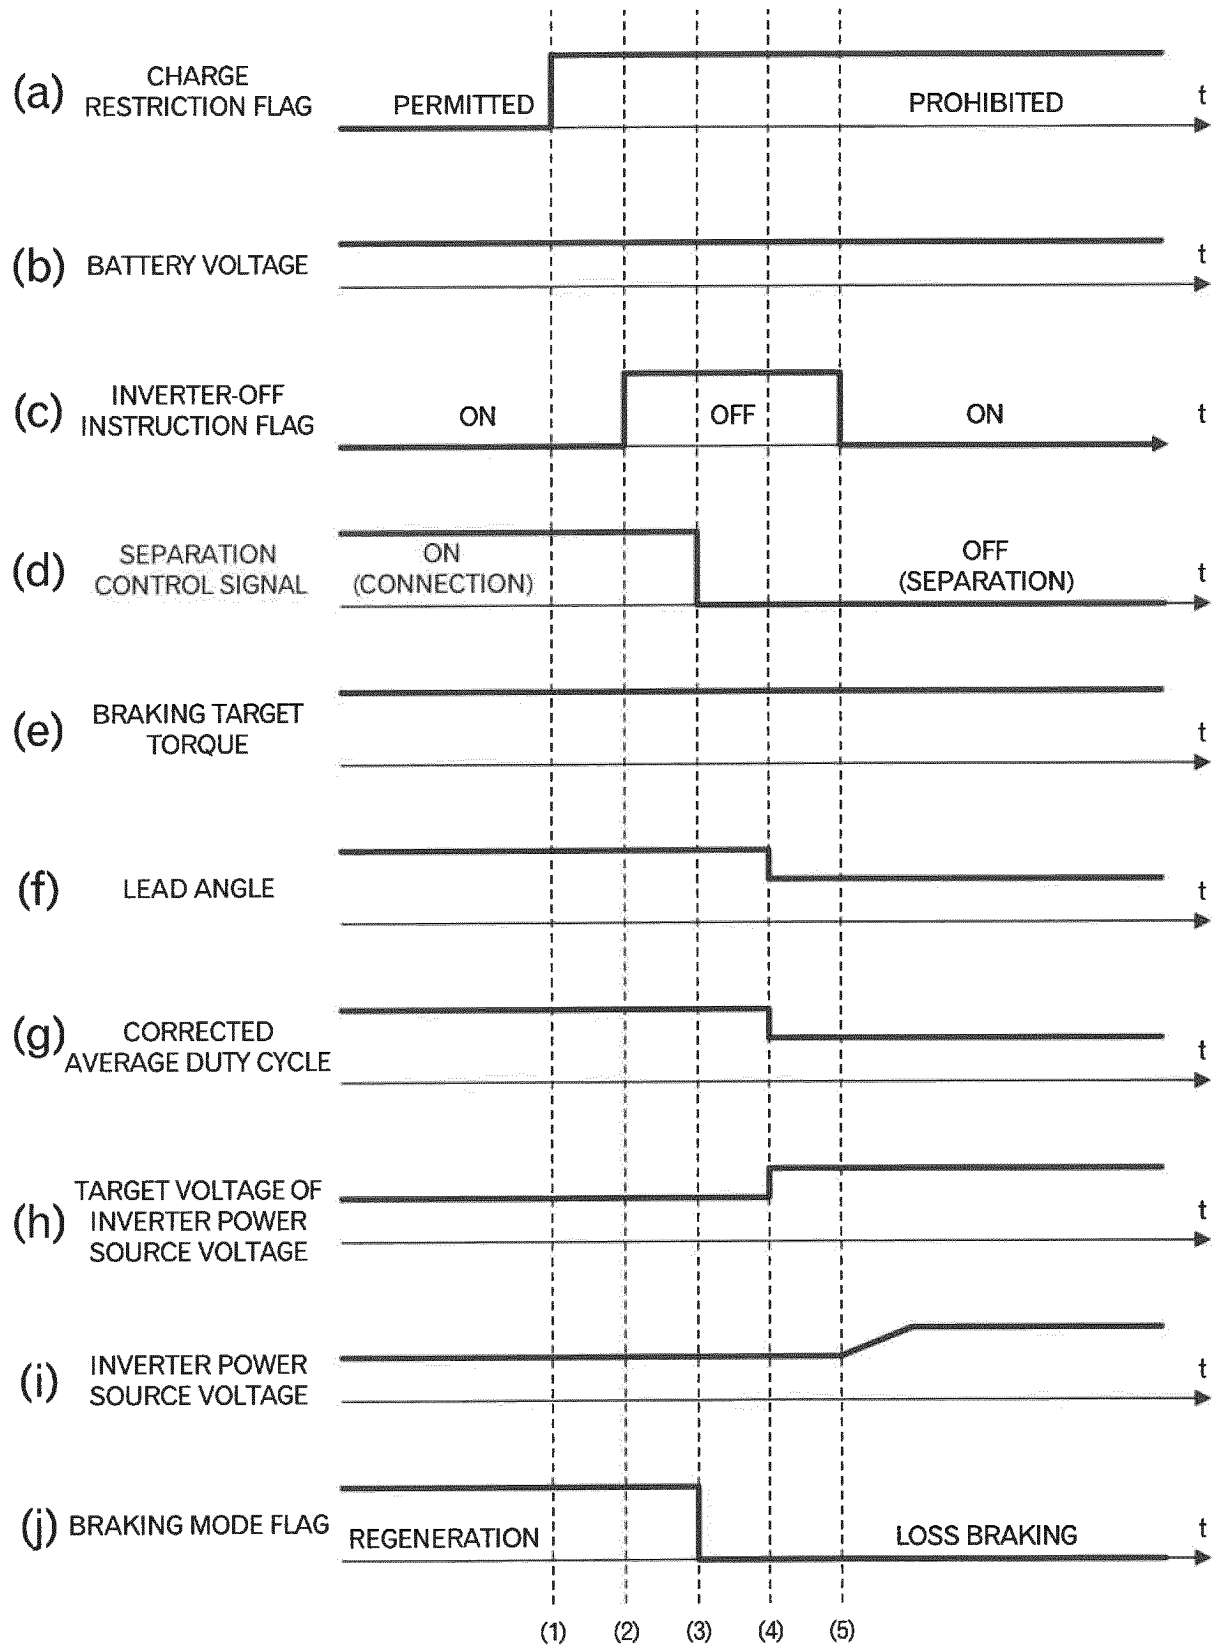 (a) CHARGE
RESTRICTION FLAG
PERMITTED
PROHIBITED
t
(b) BATTERY VOLTAGE
t
(c) INVERTER-OFF
INSTRUCTION FLAG
ON
OFF
ON
t
(d) SEPARATION
CONTROL SIGNAL
ON
(CONNECTION)
OFF
(SEPARATION)
t
(e) BRAKING TARGET
TORQUE
t
(f) LEAD ANGLE
t
(g) CORRECTED
AVERAGE DUTY CYCLE
t
(h) TARGET VOLTAGE OF
INVERTER POWER
SOURCE VOLTAGE
t
(i) INVERTER POWER
SOURCE VOLTAGE
t
(j) BRAKING MODE FLAG
REGENERATION
LOSS BRAKING
t
(1) (2) (3) (4) (5)